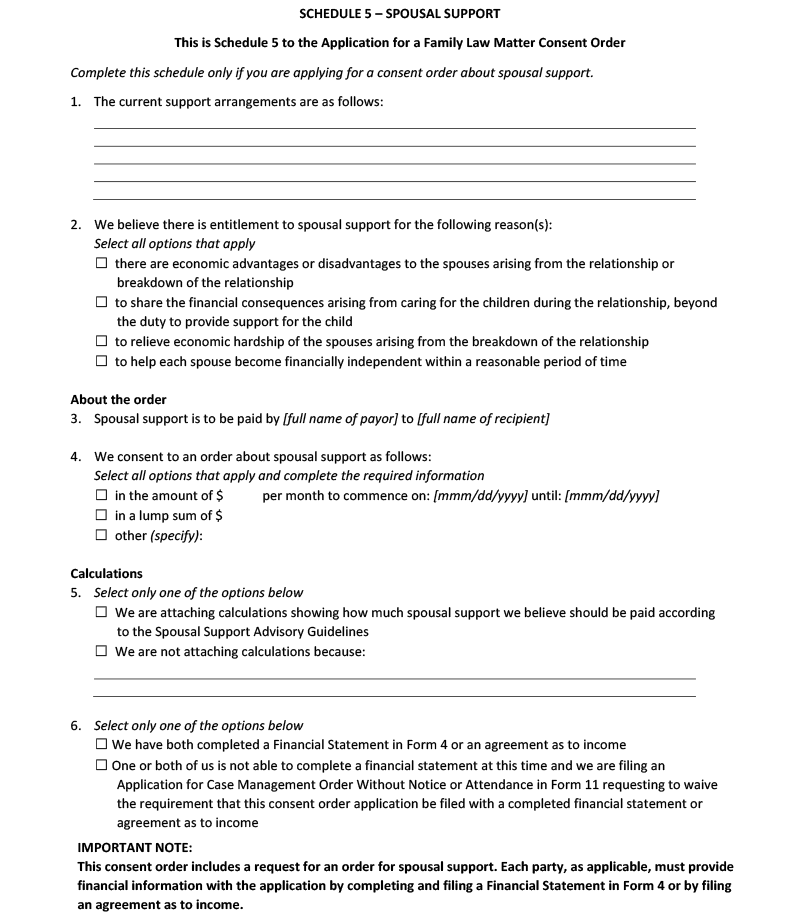 SCHEDULE 5 – SPOUSAL SUPPORT
This is Schedule 5 to the Application for a Family Law Matter Consent Order
Complete this schedule only if you are applying for a consent order about spousal support.
1. The current support arrangements are as follows:
2. We believe there is entitlement to spousal support for the following reason(s):
Select all options that apply
☐ there are economic advantages or disadvantages to the spouses arising from the relationship or
breakdown of the relationship
☐ to share the financial consequences arising from caring for the children during the relationship, beyond
the duty to provide support for the child
☐ to relieve economic hardship of the spouses arising from the breakdown of the relationship
☐ to help each spouse become financially independent within a reasonable period of time
About the order
3. Spousal support is to be paid by [full name of payor] to [full name of recipient]
4. We consent to an order about spousal support as follows:
Select all options that apply and complete the required information
☐ in the amount of $ per month to commence on: [mmm/dd/yyyy] until: [mmm/dd/yyyy]
☐ in a lump sum of $
☐ other (specify):
Calculations
5. Select only one of the options below
☐ We are attaching calculations showing how much spousal support we believe should be paid according
to the Spousal Support Advisory Guidelines
☐ We are not attaching calculations because:
6. Select only one of the options below
☐ We have both completed a Financial Statement in Form 4 or an agreement as to income
☐ One or both of us is not able to complete a financial statement at this time and we are filing an
Application for Case Management Order Without Notice or Attendance in Form 11 requesting to waive
the requirement that this consent order application be filed with a completed financial statement or
agreement as to income
IMPORTANT NOTE:
This consent order includes a request for an order for spousal support. Each party, as applicable, must provide
financial information with the application by completing and filing a Financial Statement in Form 4 or by filing
an agreement as to income.